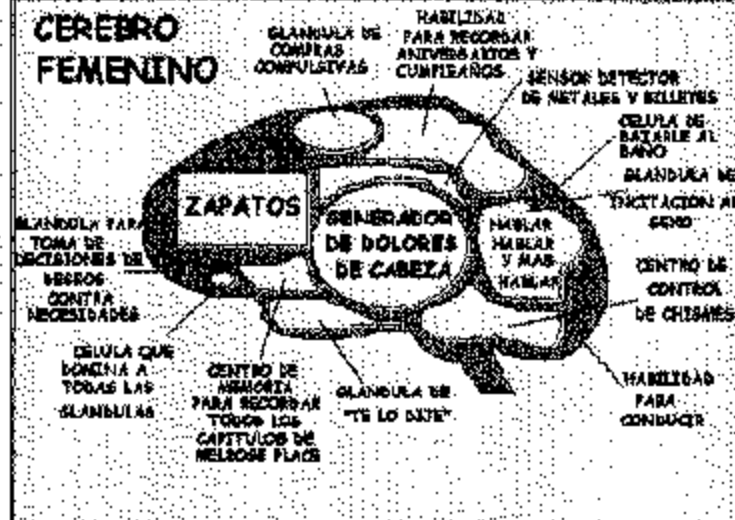 CEREBRO
FEMENINO
GLANDULA DE
COMPRAS
COMPULSIVAS
HABILIDAD
PARA RECORDAR
ANIVERSARIOS Y
CUMPLEAÑOS
SENSOR DETECTOR
DE METALES Y BILLETES
CELULA DE
BAÑO
GLANDULA DE
INCITACION AL
SEXO
ZAPATOS
GENERADOR
DE DOLORES
DE CABEZA
HABLAR
HABLAR
Y MAS
HABLAR
GLANDULA PARA
TOMA DE
DECISIONES DE
DESEOS
CONTRA
NECESIDADES
CENTRO DE
CONTROL
DE CHISMES
CELULA QUE
DOMINA A
TODAS LAS
GLANDULAS
CENTRO DE
MEMORIA
PARA RECORDAR
TODOS LOS
CAPITULOS DE
MELROSE PLACE
GLANDULA DE
"TE LO DIJE"
HABILIDAD
PARA
CONDUCIR